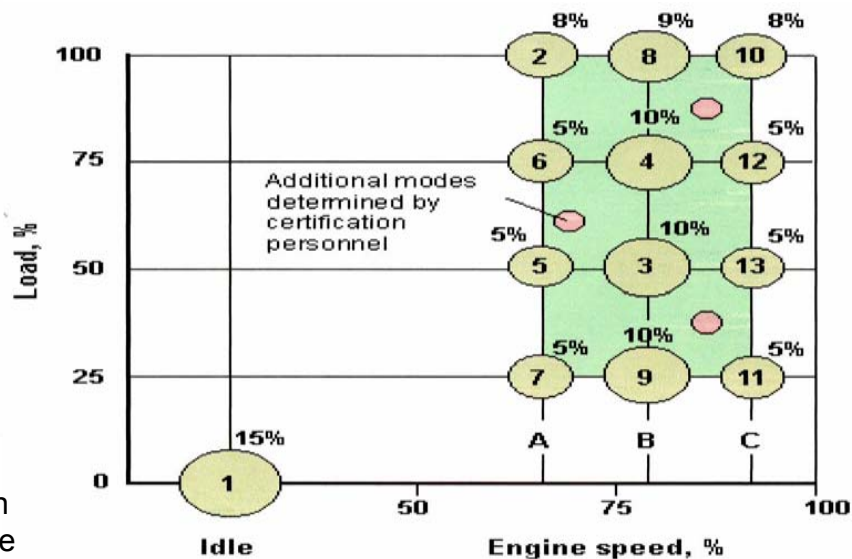 8% 9% 8%
100 2 8 10
10%
5% 5%
75 6 4 12
Additional modes
determined by
certification
personnel
Load, %
10%
5% 5%
50 5 3 13
10%
5% 5%
25 7 9 11
A B C
15%
0 1
50 75 100
n
e
Idle Engine speed, %